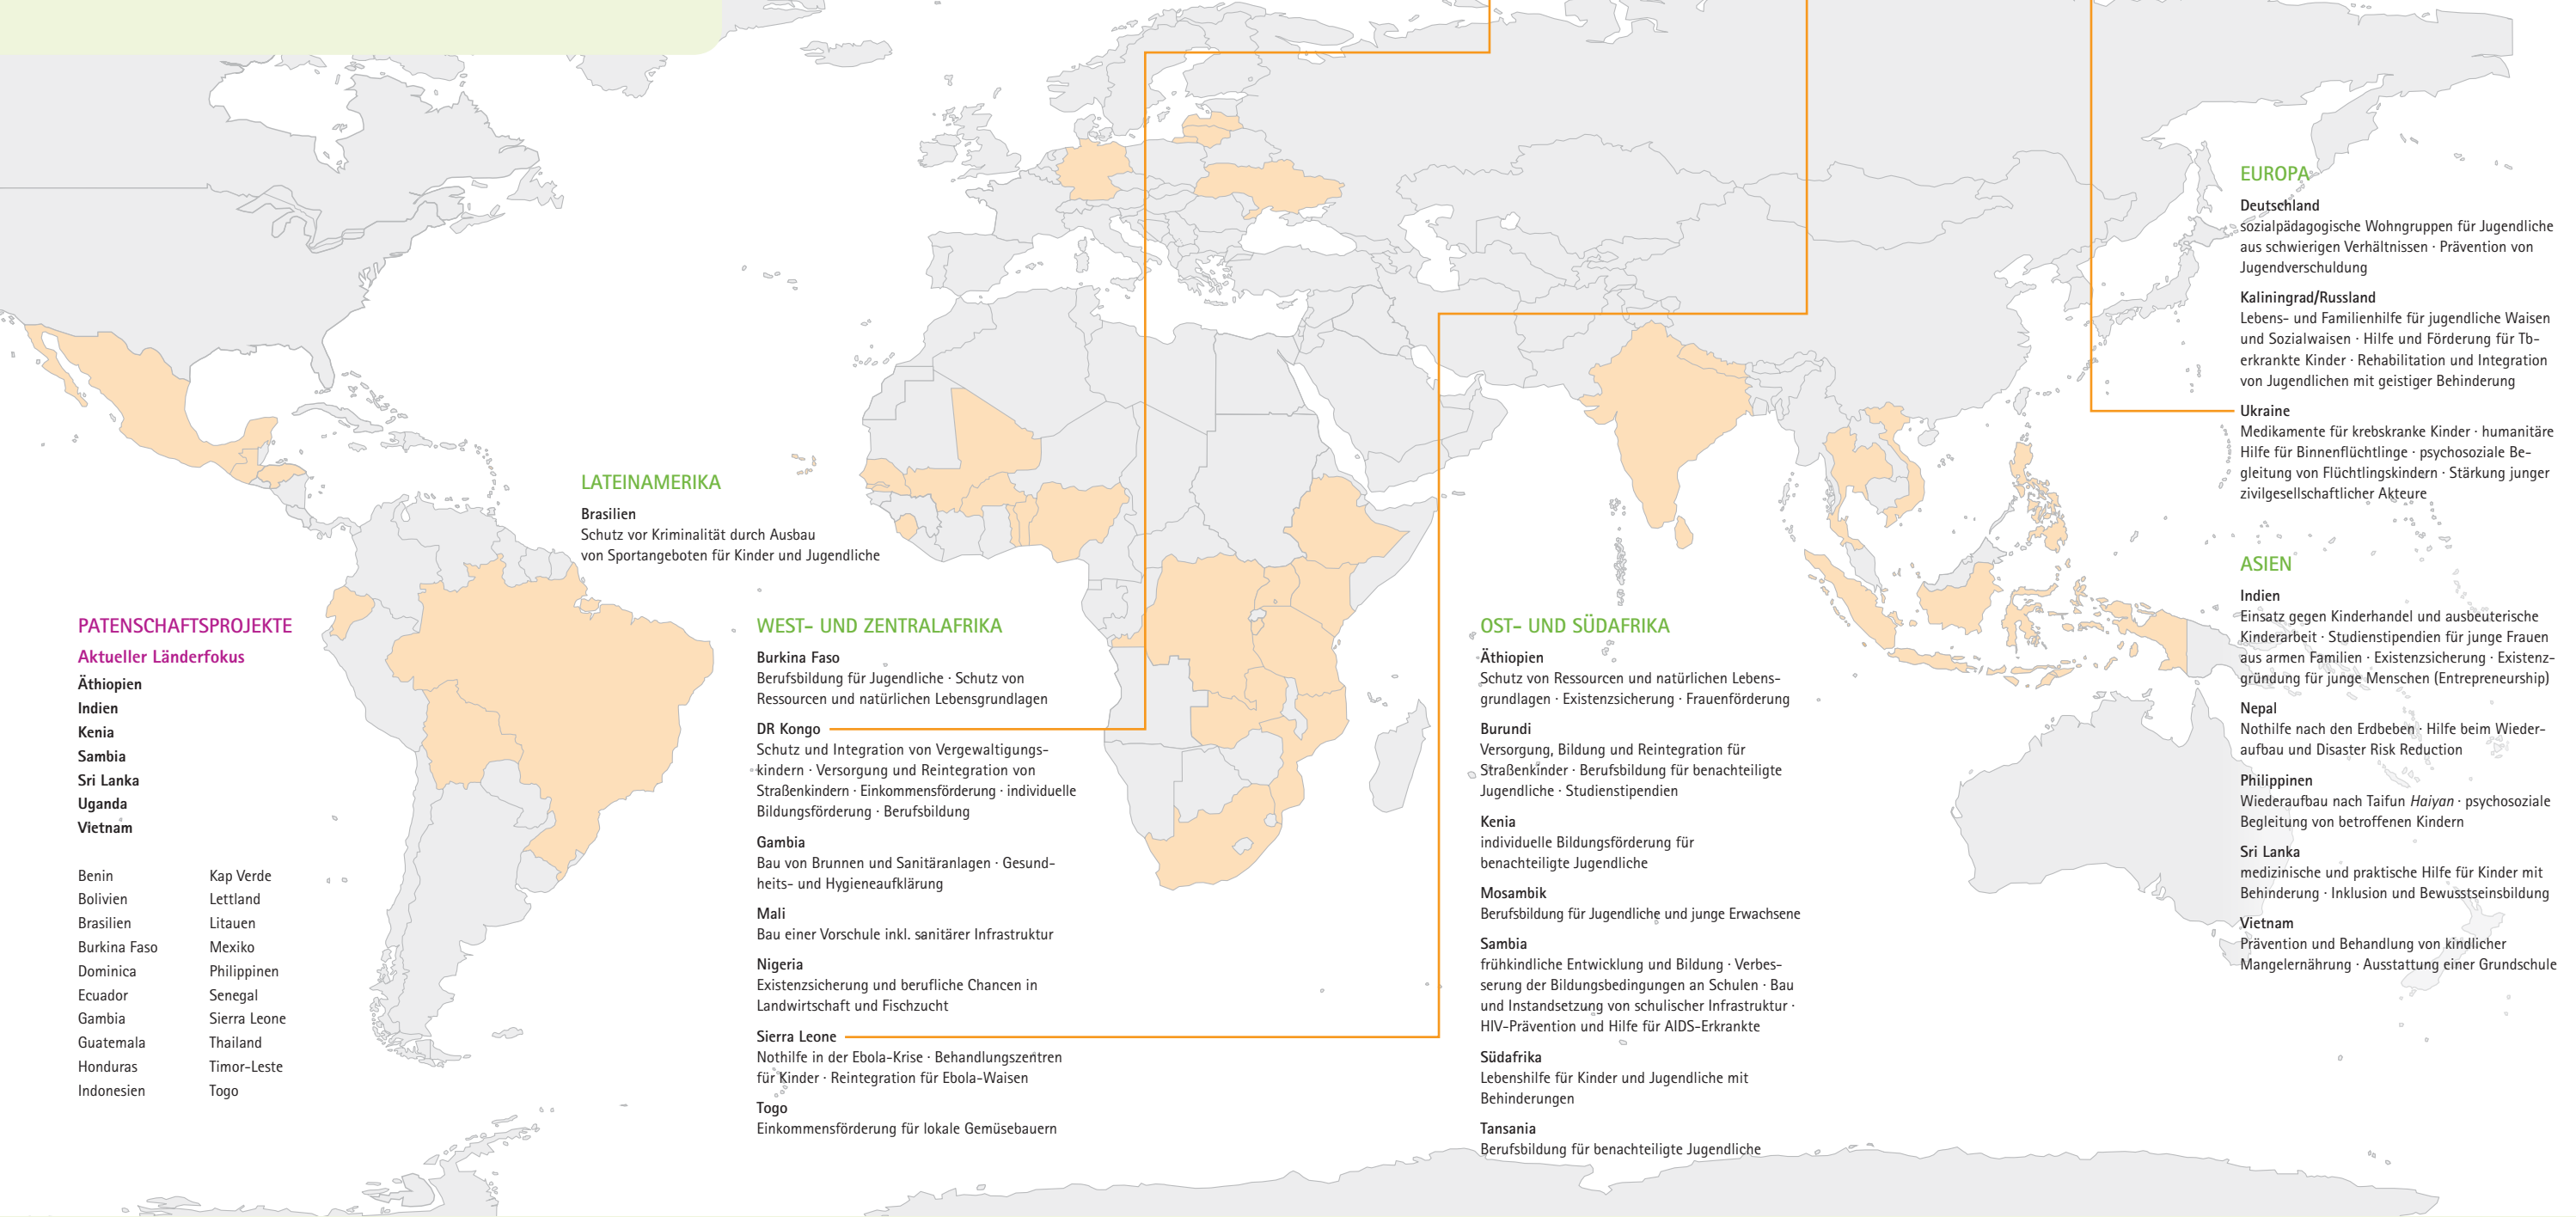 PATENSCHAFTSPROJEKTE
Aktueller Länderfokus
Äthiopien
Indien
Kenia
Sambia
Sri Lanka
Uganda
Vietnam
Benin
Bolivien
Brasilien
Burkina Faso
Dominica
Ecuador
Gambia
Guatemala
Honduras
Indonesien
Kap Verde
Lettland
Litauen
Mexiko
Philippinen
Senegal
Sierra Leone
Thailand
Timor-Leste
Togo
LATEINAMERIKA
Brasilien
Schutz vor Kriminalität durch Ausbau
von Sportangeboten für Kinder und Jugendliche
WEST- UND ZENTRALAFRIKA
Burkina Faso
Berufsbildung für Jugendliche · Schutz von
Ressourcen und natürlichen Lebensgrundlagen
DR Kongo
Schutz und Integration von Vergewaltigungs-
kindern · Versorgung und Reintegration von
Straßenkindern · Einkommensförderung · individuelle
Bildungsförderung · Berufsbildung
Gambia
Bau von Brunnen und Sanitäranlagen · Gesund-
heits- und Hygieneaufklärung
Mali
Bau einer Vorschule inkl. sanitärer Infrastruktur
Nigeria
Existenzsicherung und berufliche Chancen in
Landwirtschaft und Fischzucht
Sierra Leone
Nothilfe in der Ebola-Krise · Behandlungszentren
für Kinder · Reintegration für Ebola-Waisen
Togo
Einkommensförderung für lokale Gemüsebauern
OST- UND SÜDAFRIKA
Äthiopien
Schutz von Ressourcen und natürlichen Lebens-
grundlagen · Existenzsicherung · Frauenförderung
Burundi
Versorgung, Bildung und Reintegration für
Straßenkinder · Berufsbildung für benachteiligte
Jugendliche · Studienstipendien
Kenia
individuelle Bildungsförderung für
benachteiligte Jugendliche
Mosambik
Berufsbildung für Jugendliche und junge Erwachsene
Sambia
frühkindliche Entwicklung und Bildung · Verbes-
serung der Bildungsbedingungen an Schulen · Bau
und Instandsetzung von schulischer Infrastruktur ·
HIV-Prävention und Hilfe für AIDS-Erkrankte
Südafrika
Lebenshilfe für Kinder und Jugendliche mit
Behinderungen
Tansania
Berufsbildung für benachteiligte Jugendliche
EUROPA
Deutschland
sozialpädagogische Wohngruppen für Jugendliche
aus schwierigen Verhältnissen · Prävention von
Jugendverschuldung
Kaliningrad/Russland
Lebens- und Familienhilfe für jugendliche Waisen
und Sozialwaisen · Hilfe und Förderung für Tb-
erkrankte Kinder · Rehabilitation und Integration
von Jugendlichen mit geistiger Behinderung
Ukraine
Medikamente für krebskranke Kinder · humanitäre
Hilfe für Binnenflüchtlinge · psychosoziale Be-
gleitung von Flüchtlingskindern · Stärkung junger
zivilgesellschaftlicher Akteure
ASIEN
Indien
Einsatz gegen Kinderhandel und ausbeuterische
Kinderarbeit · Studienstipendien für junge Frauen
aus armen Familien · Existenzsicherung · Existenz-
gründung für junge Menschen (Entrepreneurship)
Nepal
Nothilfe nach den Erdbeben · Hilfe beim Wieder-
aufbau und Disaster Risk Reduction
Philippinen
Wiederaufbau nach Taifun Haiyan · psychosoziale
Begleitung von betroffenen Kindern
Sri Lanka
medizinische und praktische Hilfe für Kinder mit
Behinderung · Inklusion und Bewusstseinsbildung
Vietnam
Prävention und Behandlung von kindlicher
Mangelernährung · Ausstattung einer Grundschule